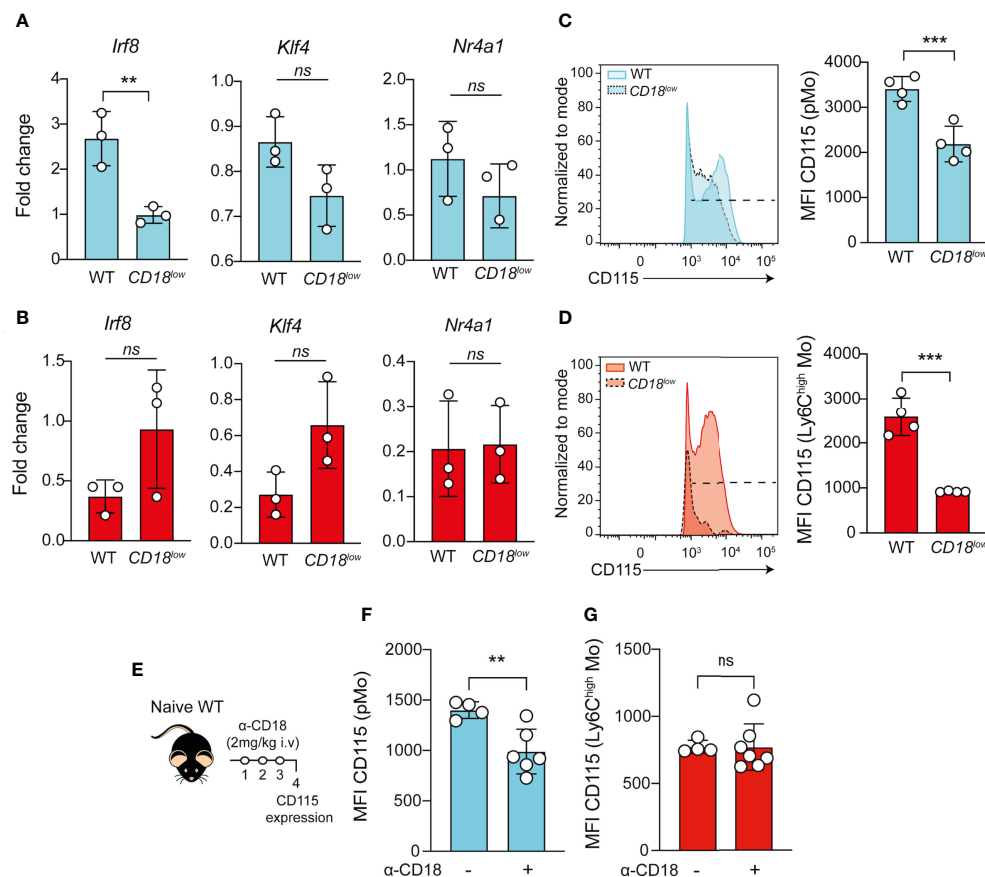 A
Irf8
**
Fold change
4
3
2
1
0
WT
CD18low
Klf4
ns
1.0
0.9
0.8
0.7
0.6
WT
CD18low
Nr4a1
ns
2.0
1.5
1.0
0.5
0.0
WT
CD18low
B
Irf8
ns
Fold change
1.5
1.0
0.5
0.0
WT
CD18low
Klf4
ns
1.0
0.8
0.6
0.4
0.2
0.0
WT
CD18low
Nr4a1
ns
0.4
0.3
0.2
0.1
0.0
WT
CD18low
C
WT
CD18low
Normalized to mode
100
80
60
40
20
0
0
10³
10⁴
10⁵
CD115
***
MFI CD115 (pMo)
5000
4000
3000
2000
1000
0
WT
CD18low
D
WT
CD18low
Normalized to mode
100
80
60
40
20
0
0
10³
10⁴
10⁵
CD115
***
MFI CD115 (Ly6Chigh Mo)
4000
3000
2000
1000
0
WT
CD18low
E
Naive WT
α-CD18
(2mg/kg i.v)
1 2 3 4
CD115
expression
F
**
MFI CD115 (pMo)
2000
1500
1000
500
0
α-CD18 - +
G
ns
MFI CD115 (Ly6Chigh Mo)
1500
1000
750
500
0
α-CD18 - +